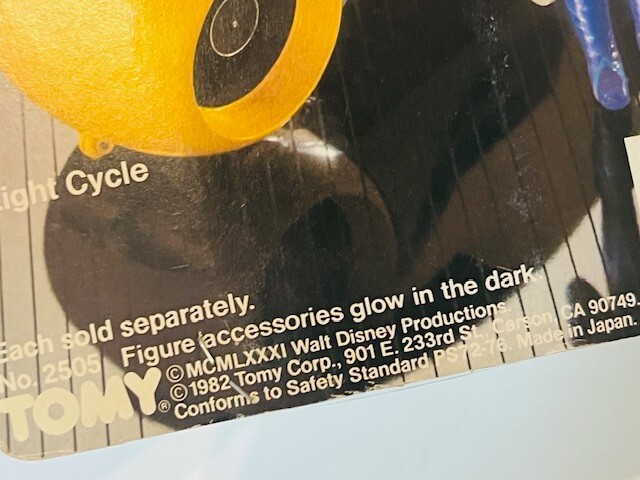 Light Cycle
Each sold separately.
No. 2505 Figure accessories glow in the dark
TOMY®
©MCMLXXXI Walt Disney Productions.
©1982 Tomy Corp., 901 E. 233rd St., Carson, CA 90749.
Conforms to Safety Standard PS72-76. Made in Japan.